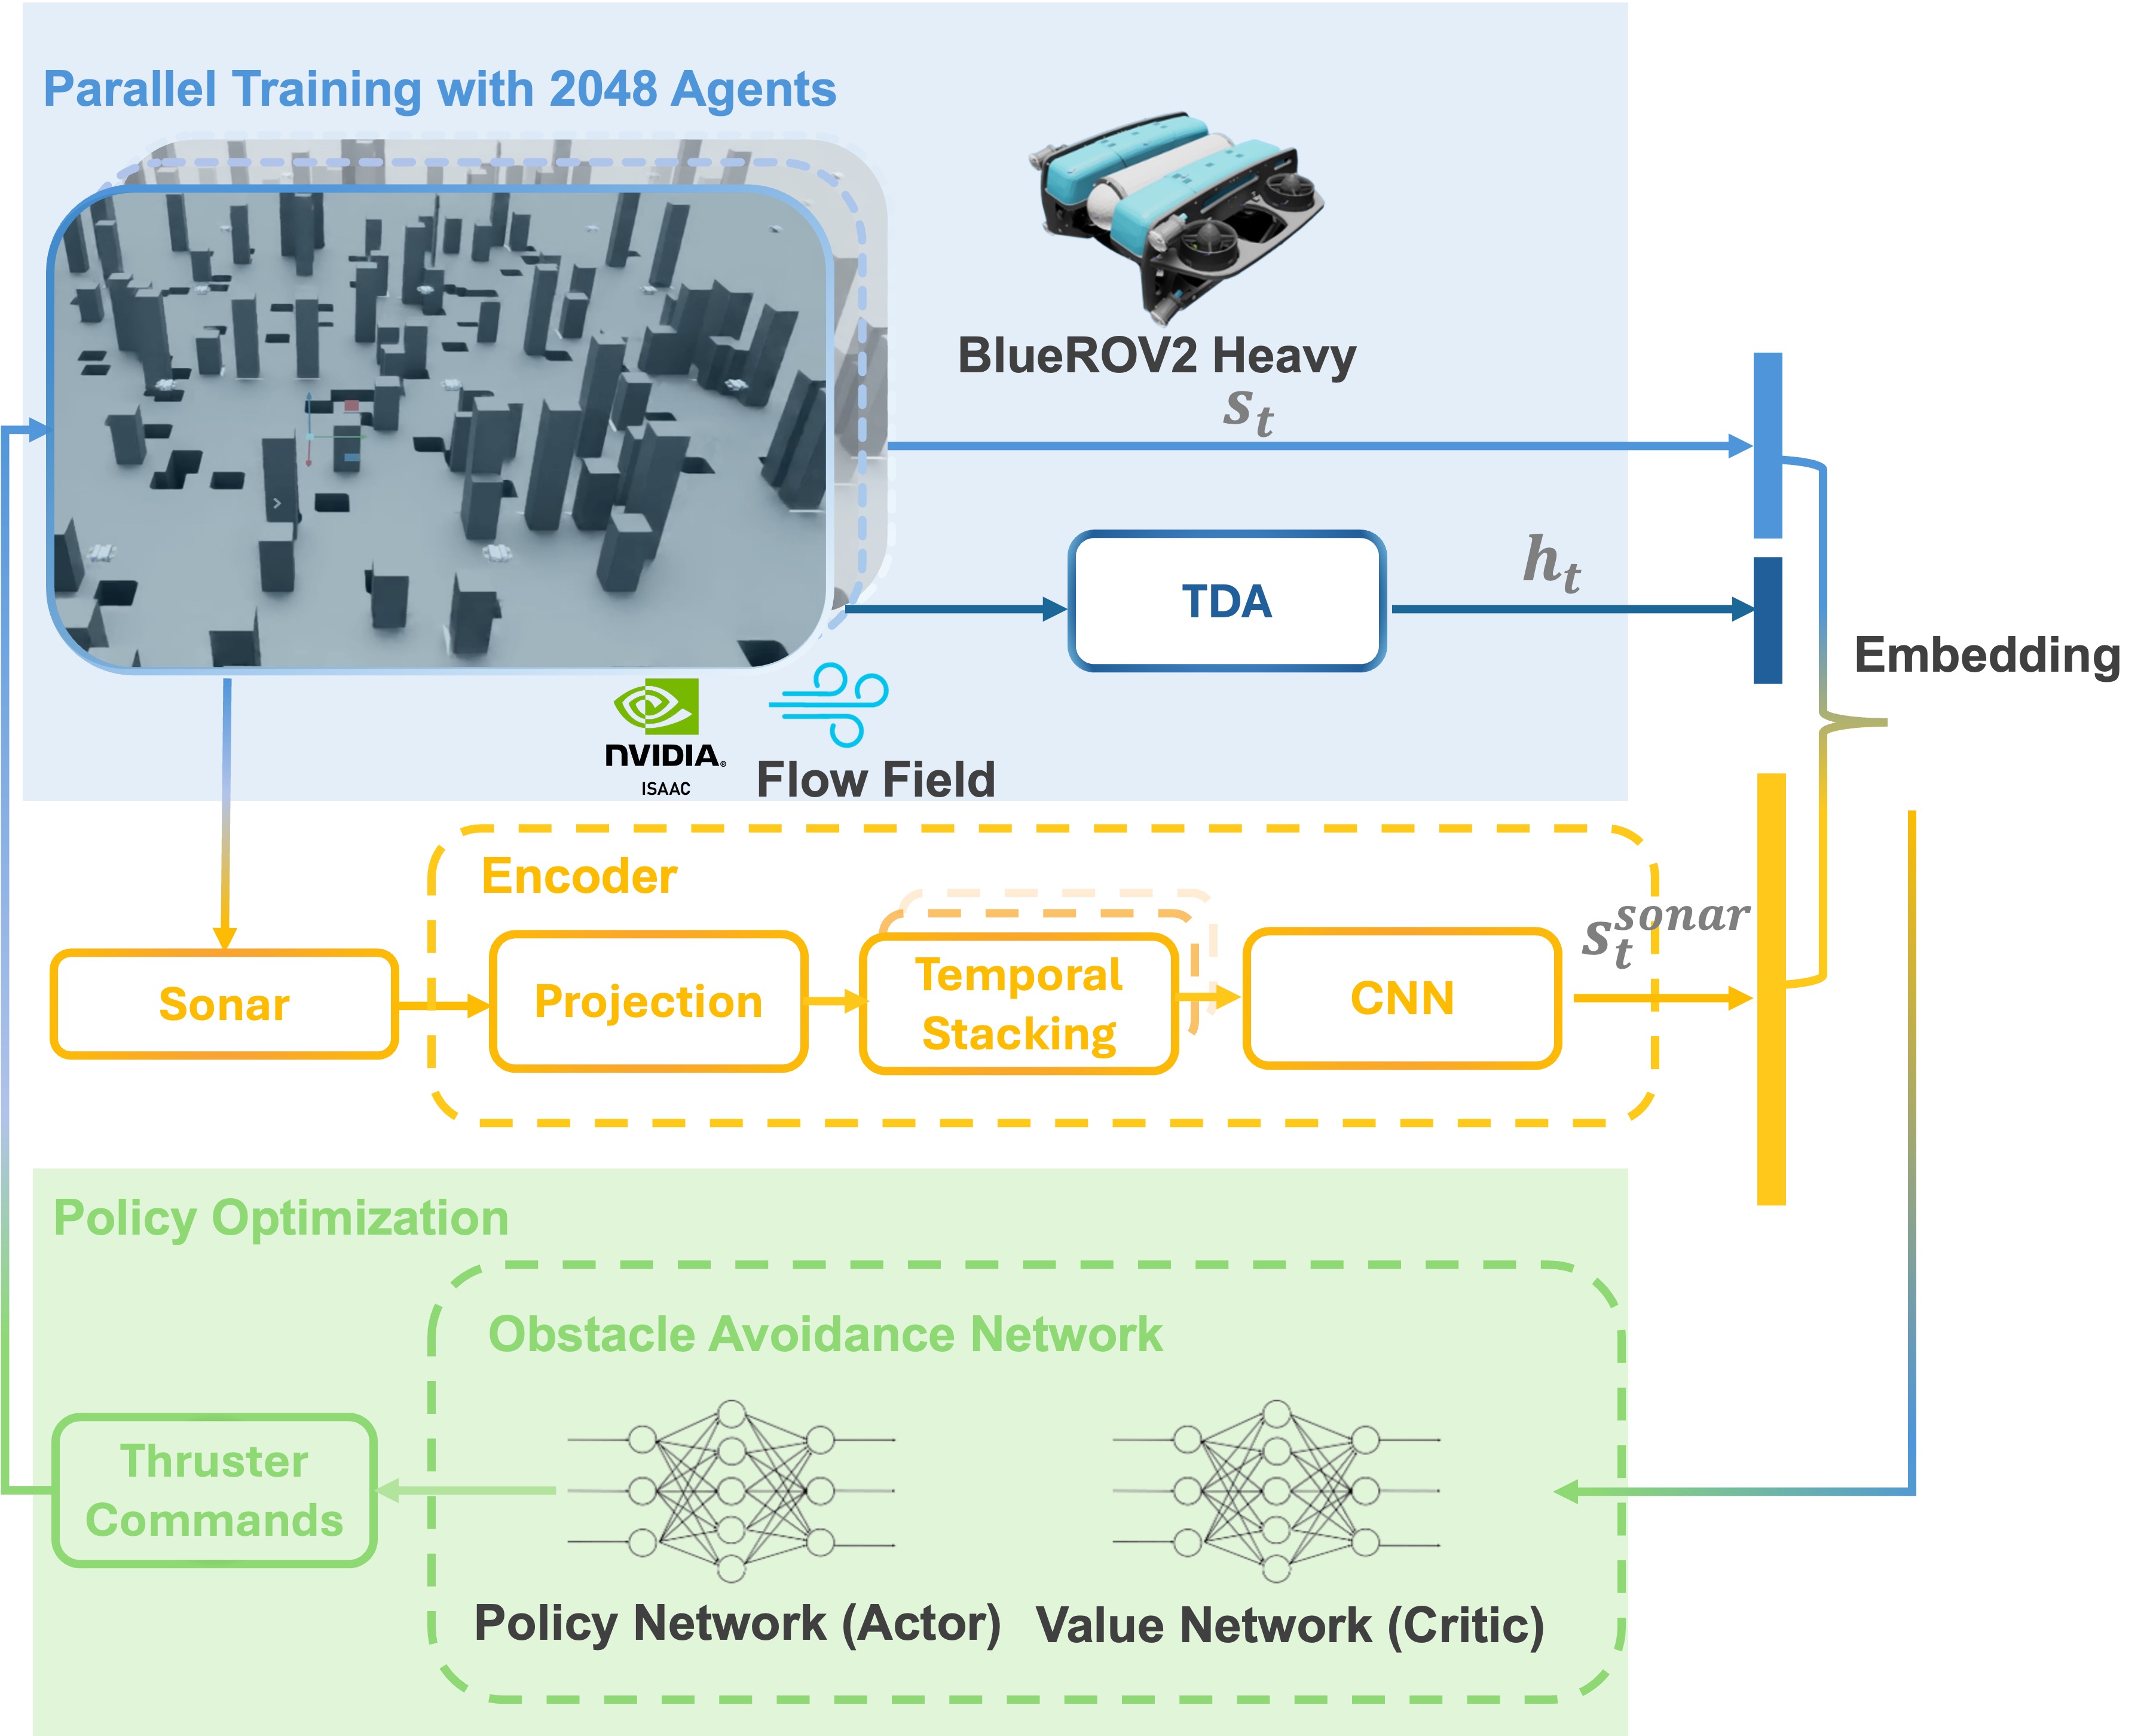 Parallel Training with 2048 Agents
BlueROV2 Heavy
s_t
TDA
h_t
Embedding
NVIDIA®
ISAAC
Flow Field
Encoder
s_t^sonar
Sonar
Projection
Temporal
Stacking
CNN
Policy Optimization
Obstacle Avoidance Network
Thruster
Commands
Policy Network (Actor)
Value Network (Critic)